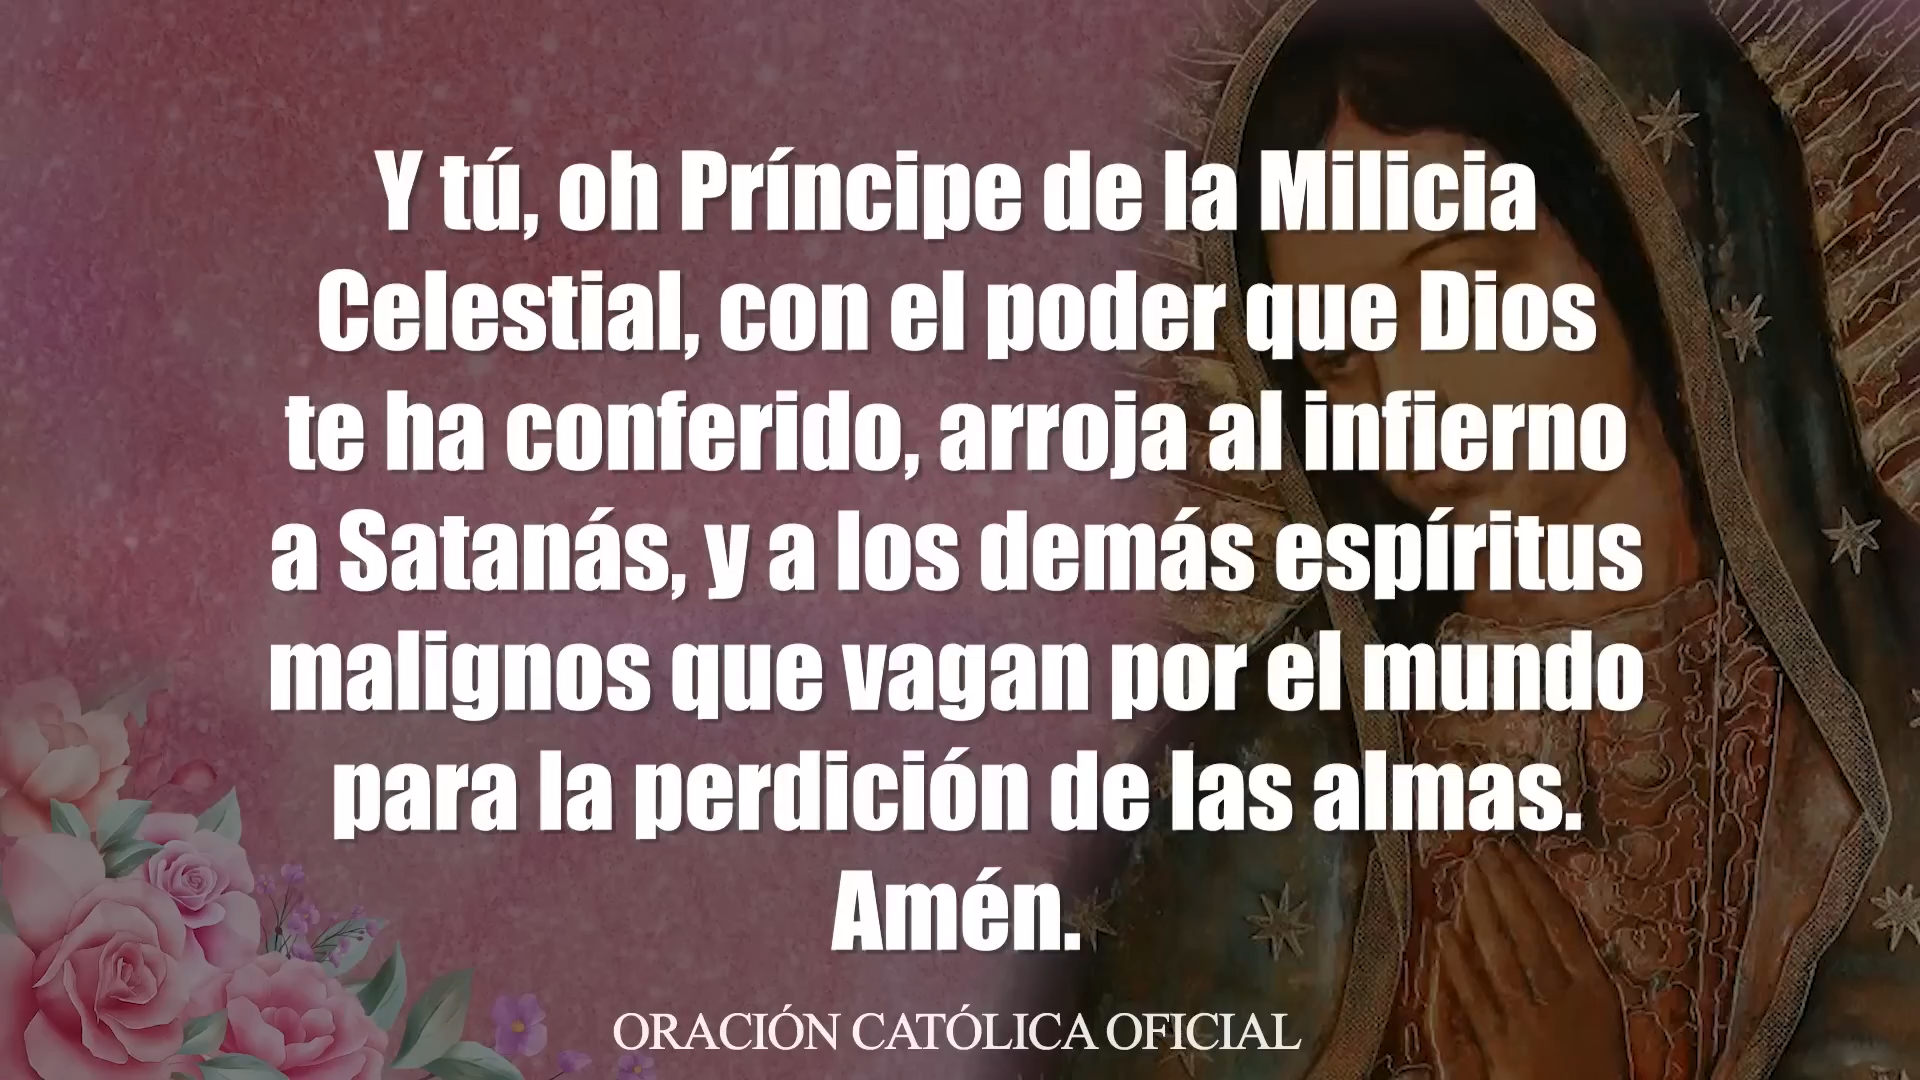 Y tú, oh Príncipe de la Milicia
Celestial, con el poder que Dios
te ha conferido, arroja al infierno
a Satanás, y a los demás espíritus
malignos que vagan por el mundo
para la perdición de las almas.
Amén.
ORACIÓN CATÓLICA OFICIAL